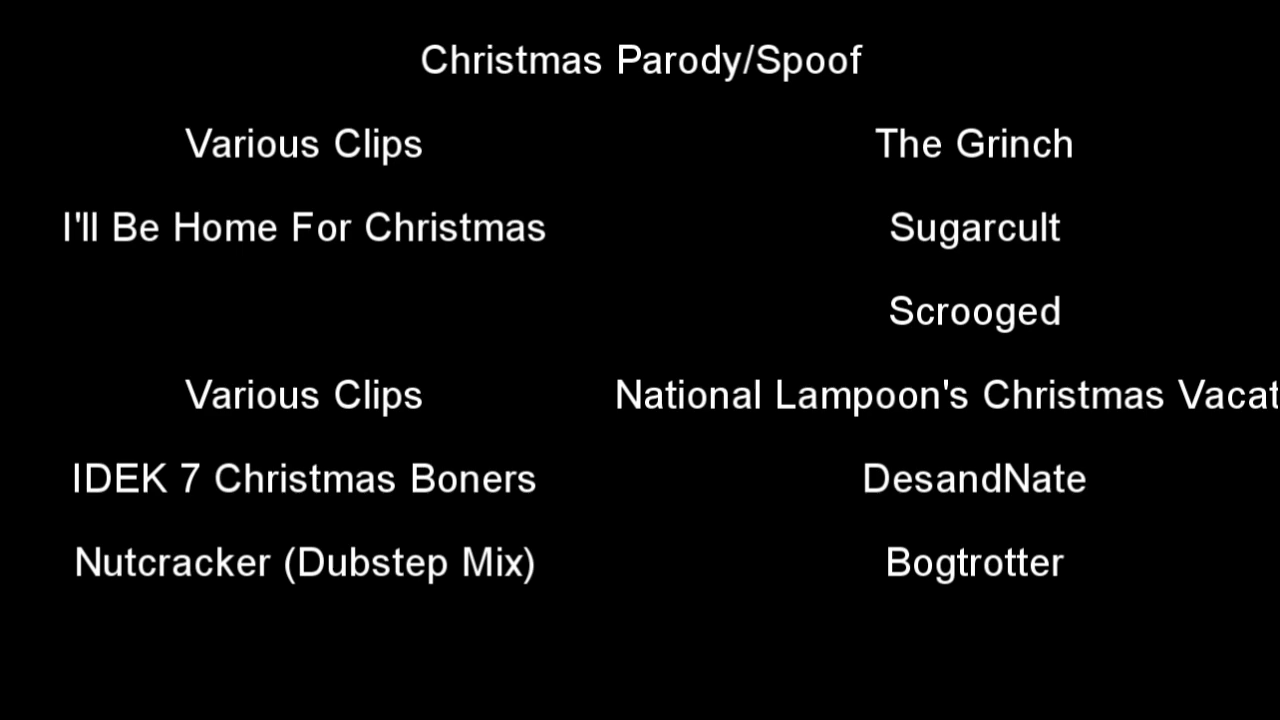 Christmas Parody/Spoof
Various Clips The Grinch
I'll Be Home For Christmas Sugarcult
Scrooged
Various Clips National Lampoon's Christmas Vacat
IDEK 7 Christmas Boners DesandNate
Nutcracker (Dubstep Mix) Bogtrotter